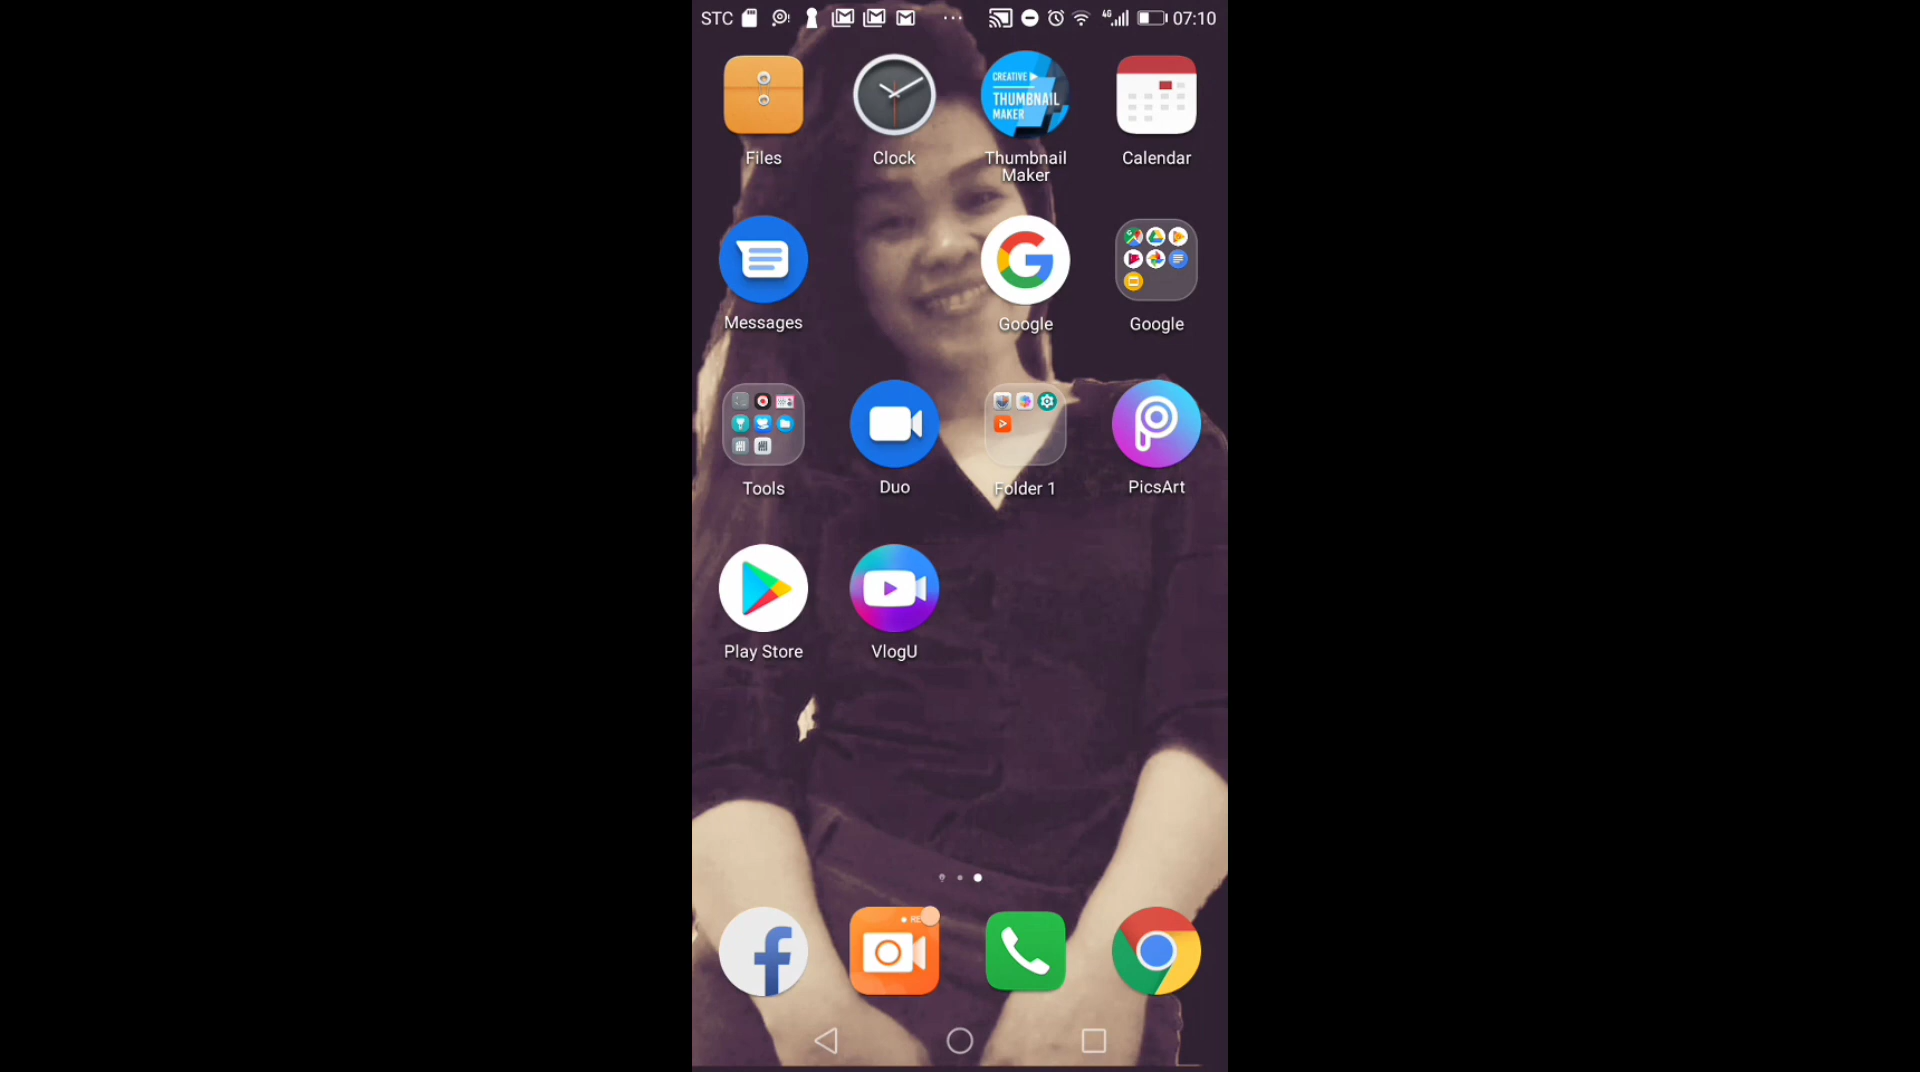 STC 4G 07:10
CREATIVE
THUMBNAIL
MAKER
Files Clock Thumbnail Maker Calendar
Messages Google Google
Tools Duo Folder 1 PicsArt
Play Store VlogU